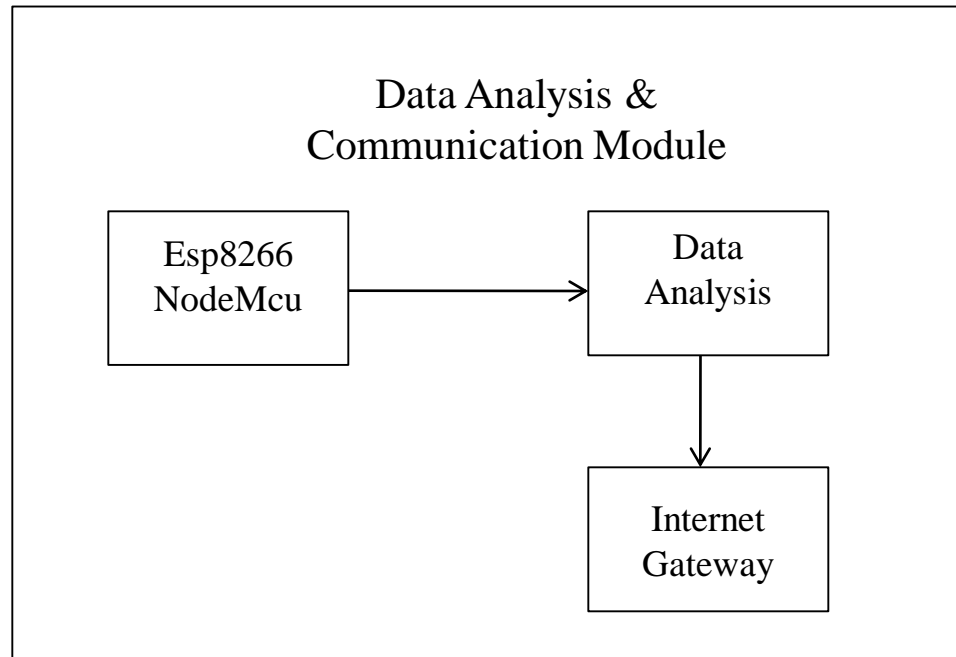 Data Analysis &
Communication Module
Esp8266
NodeMcu
Data
Analysis
Internet
Gateway